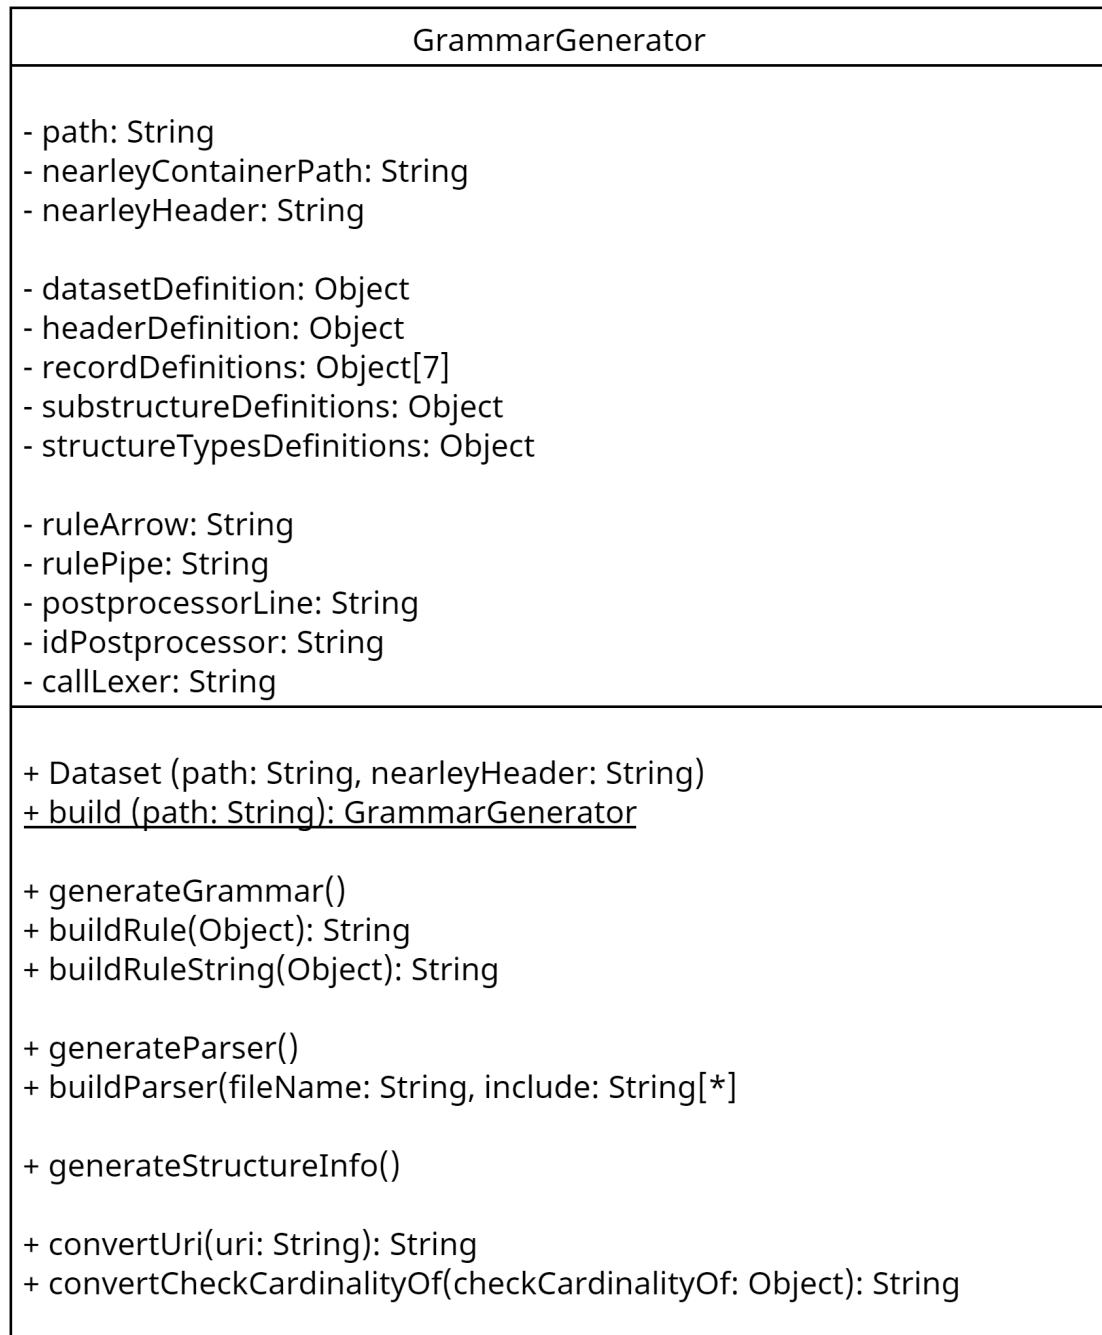 GrammarGenerator
- path: String
- nearleyContainerPath: String
- nearleyHeader: String
- datasetDefinition: Object
- headerDefinition: Object
- recordDefinitions: Object[7]
- substructureDefinitions: Object
- structureTypesDefinitions: Object
- ruleArrow: String
- rulePipe: String
- postprocessorLine: String
- idPostprocessor: String
- callLexer: String
+ Dataset (path: String, nearleyHeader: String)
+ build (path: String): GrammarGenerator
+ generateGrammar()
+ buildRule(Object): String
+ buildRuleString(Object): String
+ generateParser()
+ buildParser(fileName: String, include: String[*]
+ generateStructureInfo()
+ convertUri(uri: String): String
+ convertCheckCardinalityOf(checkCardinalityOf: Object): String